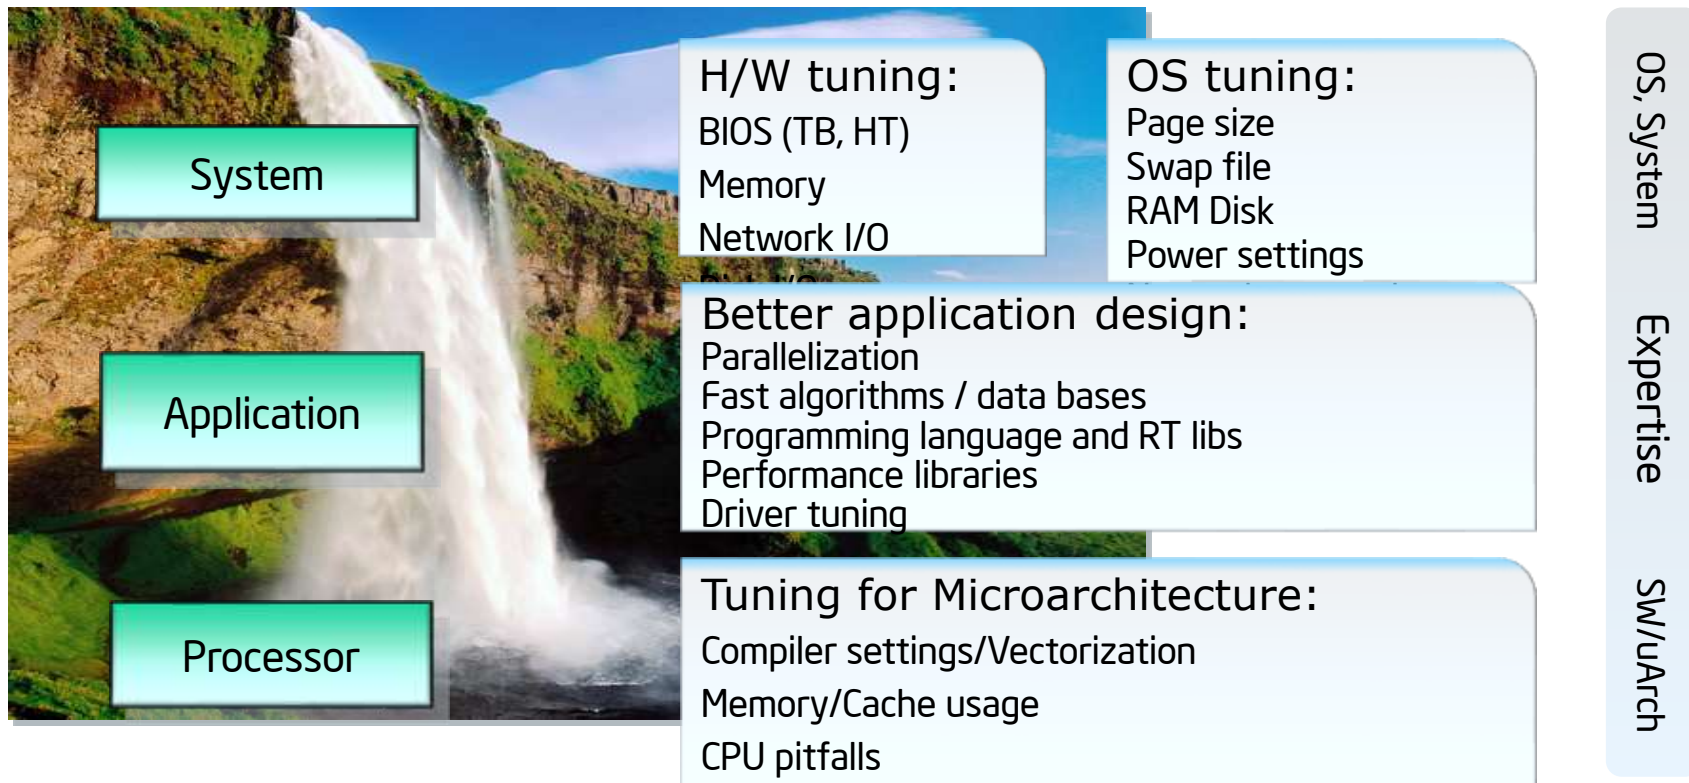 System
H/W tuning:
BIOS (TB, HT)
Memory
Network I/O
OS tuning:
Page size
Swap file
RAM Disk
Power settings
Application
Better application design:
Parallelization
Fast algorithms / data bases
Programming language and RT libs
Performance libraries
Driver tuning
Processor
Tuning for Microarchitecture:
Compiler settings/Vectorization
Memory/Cache usage
CPU pitfalls
OS, System
Expertise
SW/uArch